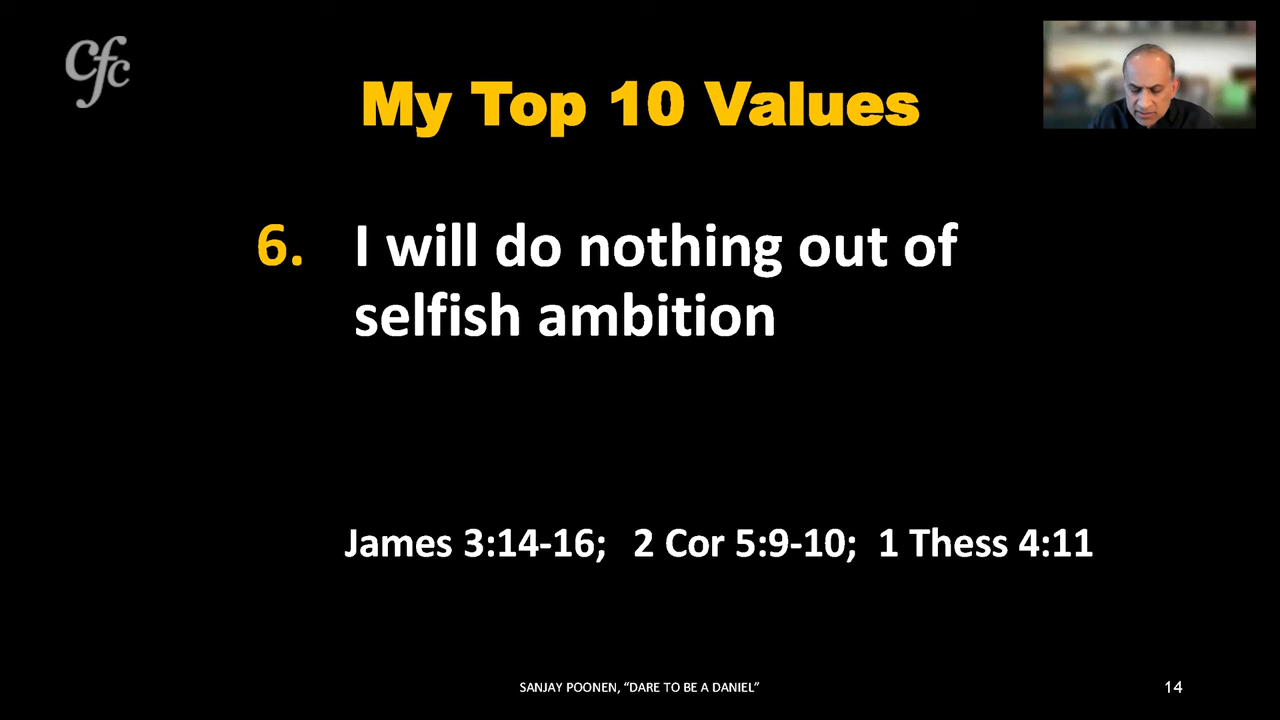 cfc
My Top 10 Values
6. I will do nothing out of
selfish ambition
James 3:14-16; 2 Cor 5:9-10; 1 Thess 4:11
SANJAY POONEN, “DARE TO BE A DANIEL”
14